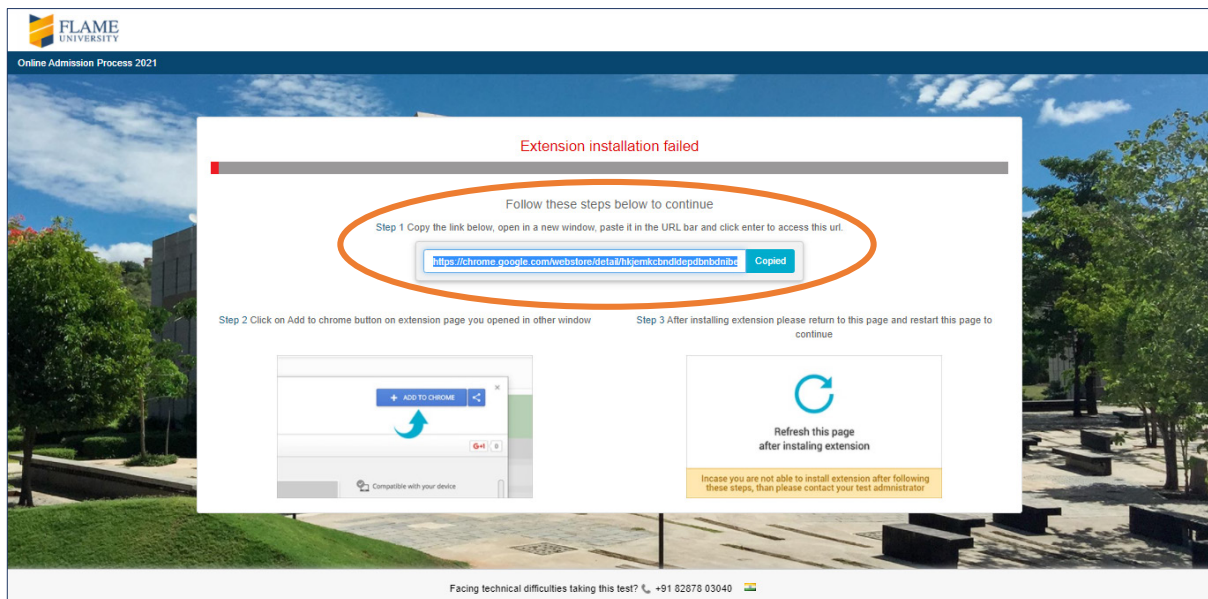 FLAME
UNIVERSITY
Online Admission Process 2021
Extension installation failed
Follow these steps below to continue
Step 1 Copy the link below, open in a new window, paste it in the URL bar and click enter to access this url.
https://chrome.google.com/webstore/detail/hkjemkcbndldepdbnbdnibe Copied
Step 2 Click on Add to chrome button on extension page you opened in other window
Step 3 After installing extension please return to this page and restart this page to
continue
+ ADD TO CHROME
G+1 0
Compatible with your device
Refresh this page
after instaling extension
Incase you are not able to install extension after following
these steps, than please contact your test admnistrator
Facing technical difficulties taking this test? +91 82878 03040